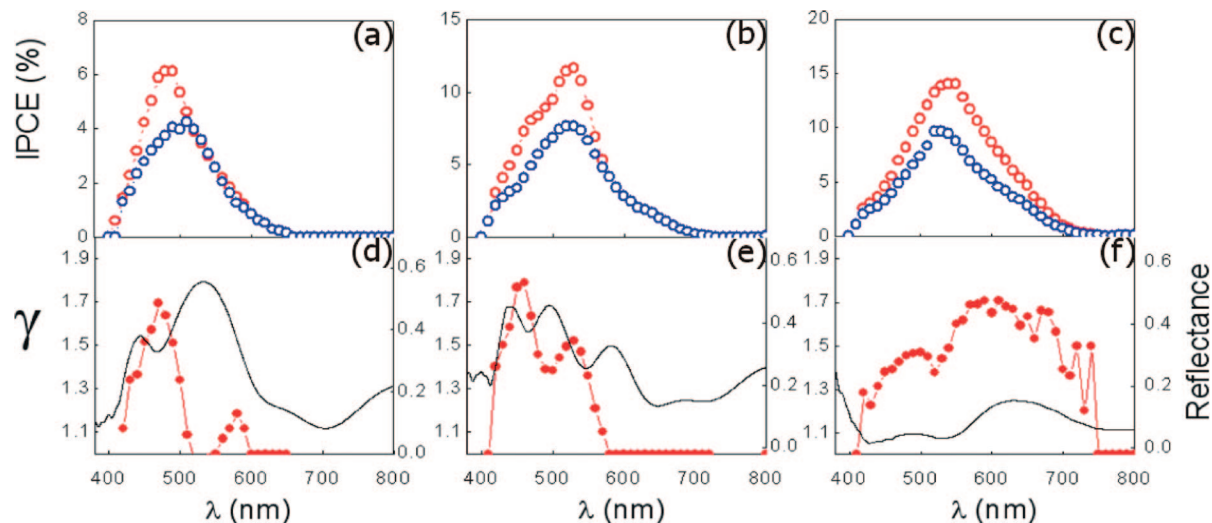 (a) (b) (c)
IPCE (%)
8 6 4 2 0
15 10 5 0
20 15 10 5 0
(d) (e) (f)
γ
1.9 1.7 1.5 1.3 1.1
0.6 0.4 0.2 0.0
1.9 1.7 1.5 1.3 1.1
0.6 0.4 0.2 0.0
1.9 1.7 1.5 1.3 1.1
0.6 0.4 0.2 0.0
Reflectance
400 500 600 700 800
400 500 600 700 800
400 500 600 700 800
λ (nm) λ (nm) λ (nm)